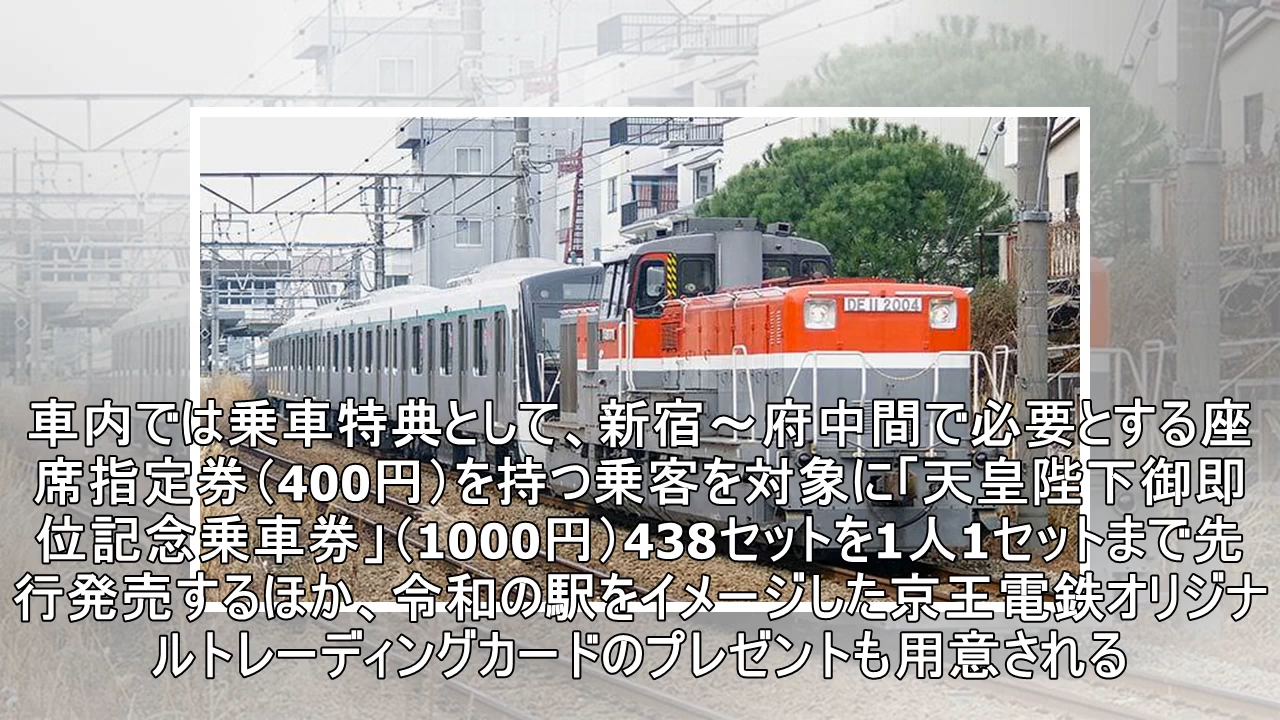 DE11 2004
車内では乗車特典として、新宿～府中間で必要とする座
席指定券(400円)を持つ乗客を対象に「天皇陛下御即
位記念乗車券」(1000円)438セットを1人1セットまで先
行発売するほか、令和の駅をイメージした京王電鉄オリジナ
ルトレーディングカードのプレゼントも用意される